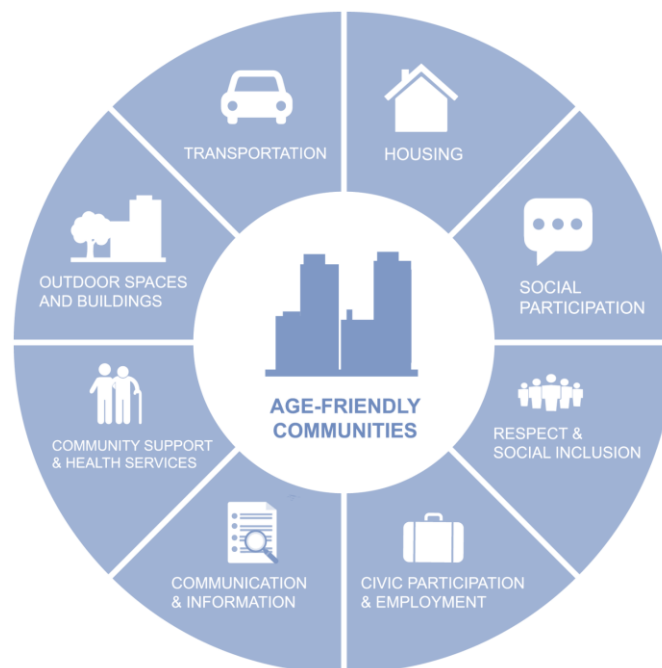 TRANSPORTATION
HOUSING
SOCIAL
PARTICIPATION
RESPECT &
SOCIAL INCLUSION
CIVIC PARTICIPATION
& EMPLOYMENT
COMMUNICATION
& INFORMATION
COMMUNITY SUPPORT
& HEALTH SERVICES
OUTDOOR SPACES
AND BUILDINGS
AGE-FRIENDLY
COMMUNITIES